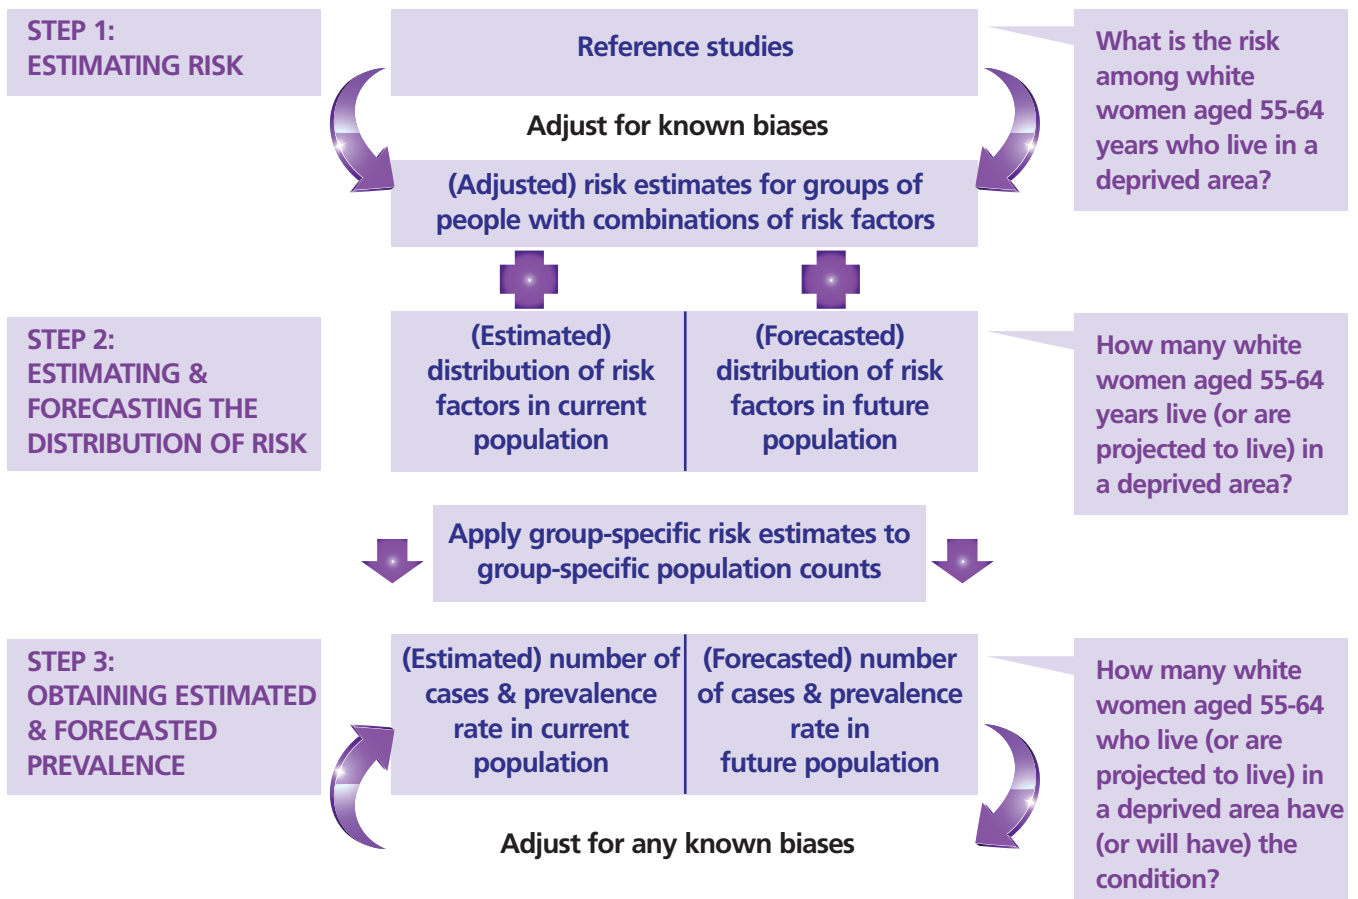 STEP 1:
ESTIMATING RISK
Reference studies
What is the risk
among white
women aged 55-64
years who live in a
deprived area?
Adjust for known biases
(Adjusted) risk estimates for groups of
people with combinations of risk factors
STEP 2:
ESTIMATING &
FORECASTING THE
DISTRIBUTION OF RISK
(Estimated)
distribution of risk
factors in current
population
(Forecasted)
distribution of risk
factors in future
population
How many white
women aged 55-64
years live (or are
projected to live) in
a deprived area?
Apply group-specific risk estimates to
group-specific population counts
STEP 3:
OBTAINING ESTIMATED
& FORECASTED
PREVALENCE
(Estimated) number of
cases & prevalence
rate in current
population
(Forecasted) number
of cases & prevalence
rate in
future population
How many white
women aged 55-64
who live (or are
projected to live) in
a deprived area have
(or will have) the
condition?
Adjust for any known biases